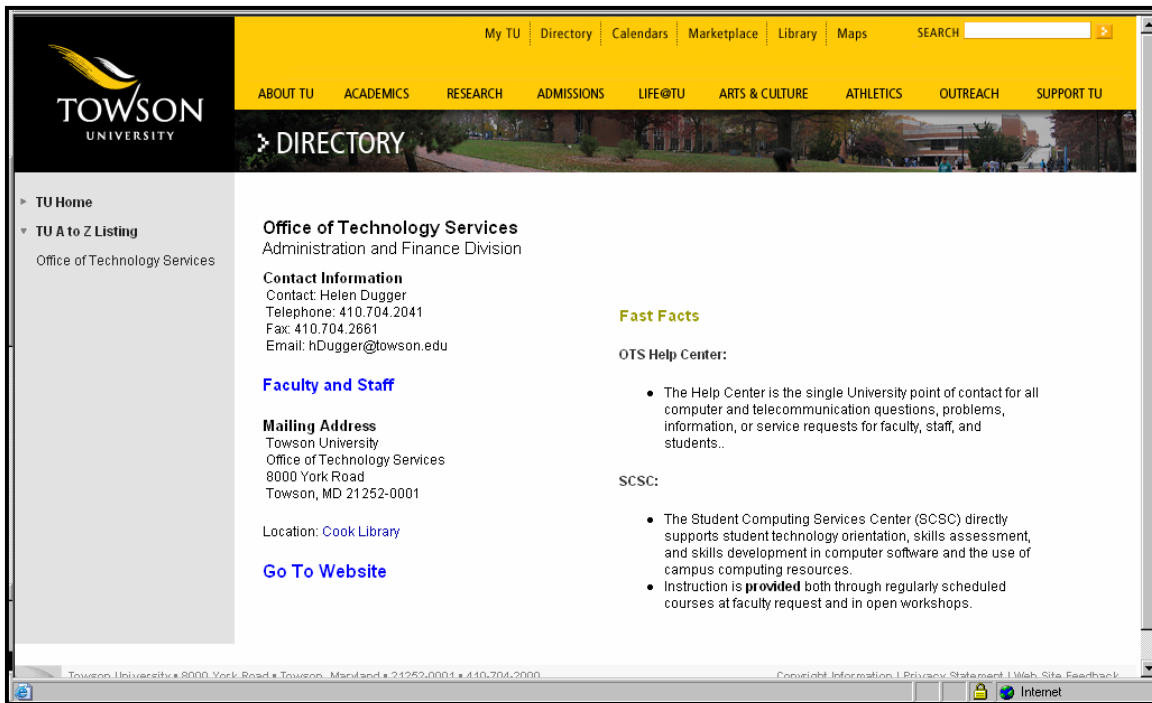 My TU Directory Calendars Marketplace Library Maps SEARCH
TOWSON
UNIVERSITY
ABOUT TU ACADEMICS RESEARCH ADMISSIONS LIFE@TU ARTS & CULTURE ATHLETICS OUTREACH SUPPORT TU
> DIRECTORY
TU Home
TU A to Z Listing
Office of Technology Services
Office of Technology Services
Administration and Finance Division
Contact Information
Contact: Helen Dugger
Telephone: 410.704.2041
Fax: 410.704.2661
Email: hDugger@towson.edu
Faculty and Staff
Mailing Address
Towson University
Office of Technology Services
8000 York Road
Towson, MD 21252-0001
Location: Cook Library
Go To Website
Fast Facts
OTS Help Center:
• The Help Center is the single University point of contact for all
computer and telecommunication questions, problems,
information, or service requests for faculty, staff, and
students..
SCSC:
• The Student Computing Services Center (SCSC) directly
supports student technology orientation, skills assessment,
and skills development in computer software and the use of
campus computing resources.
• Instruction is provided both through regularly scheduled
courses at faculty request and in open workshops.
Towson University • 8000 York Road • Towson, Maryland • 21252-0001 • 410-704-2000
Copyright Information | Privacy Statement | Web Site Feedback
Internet